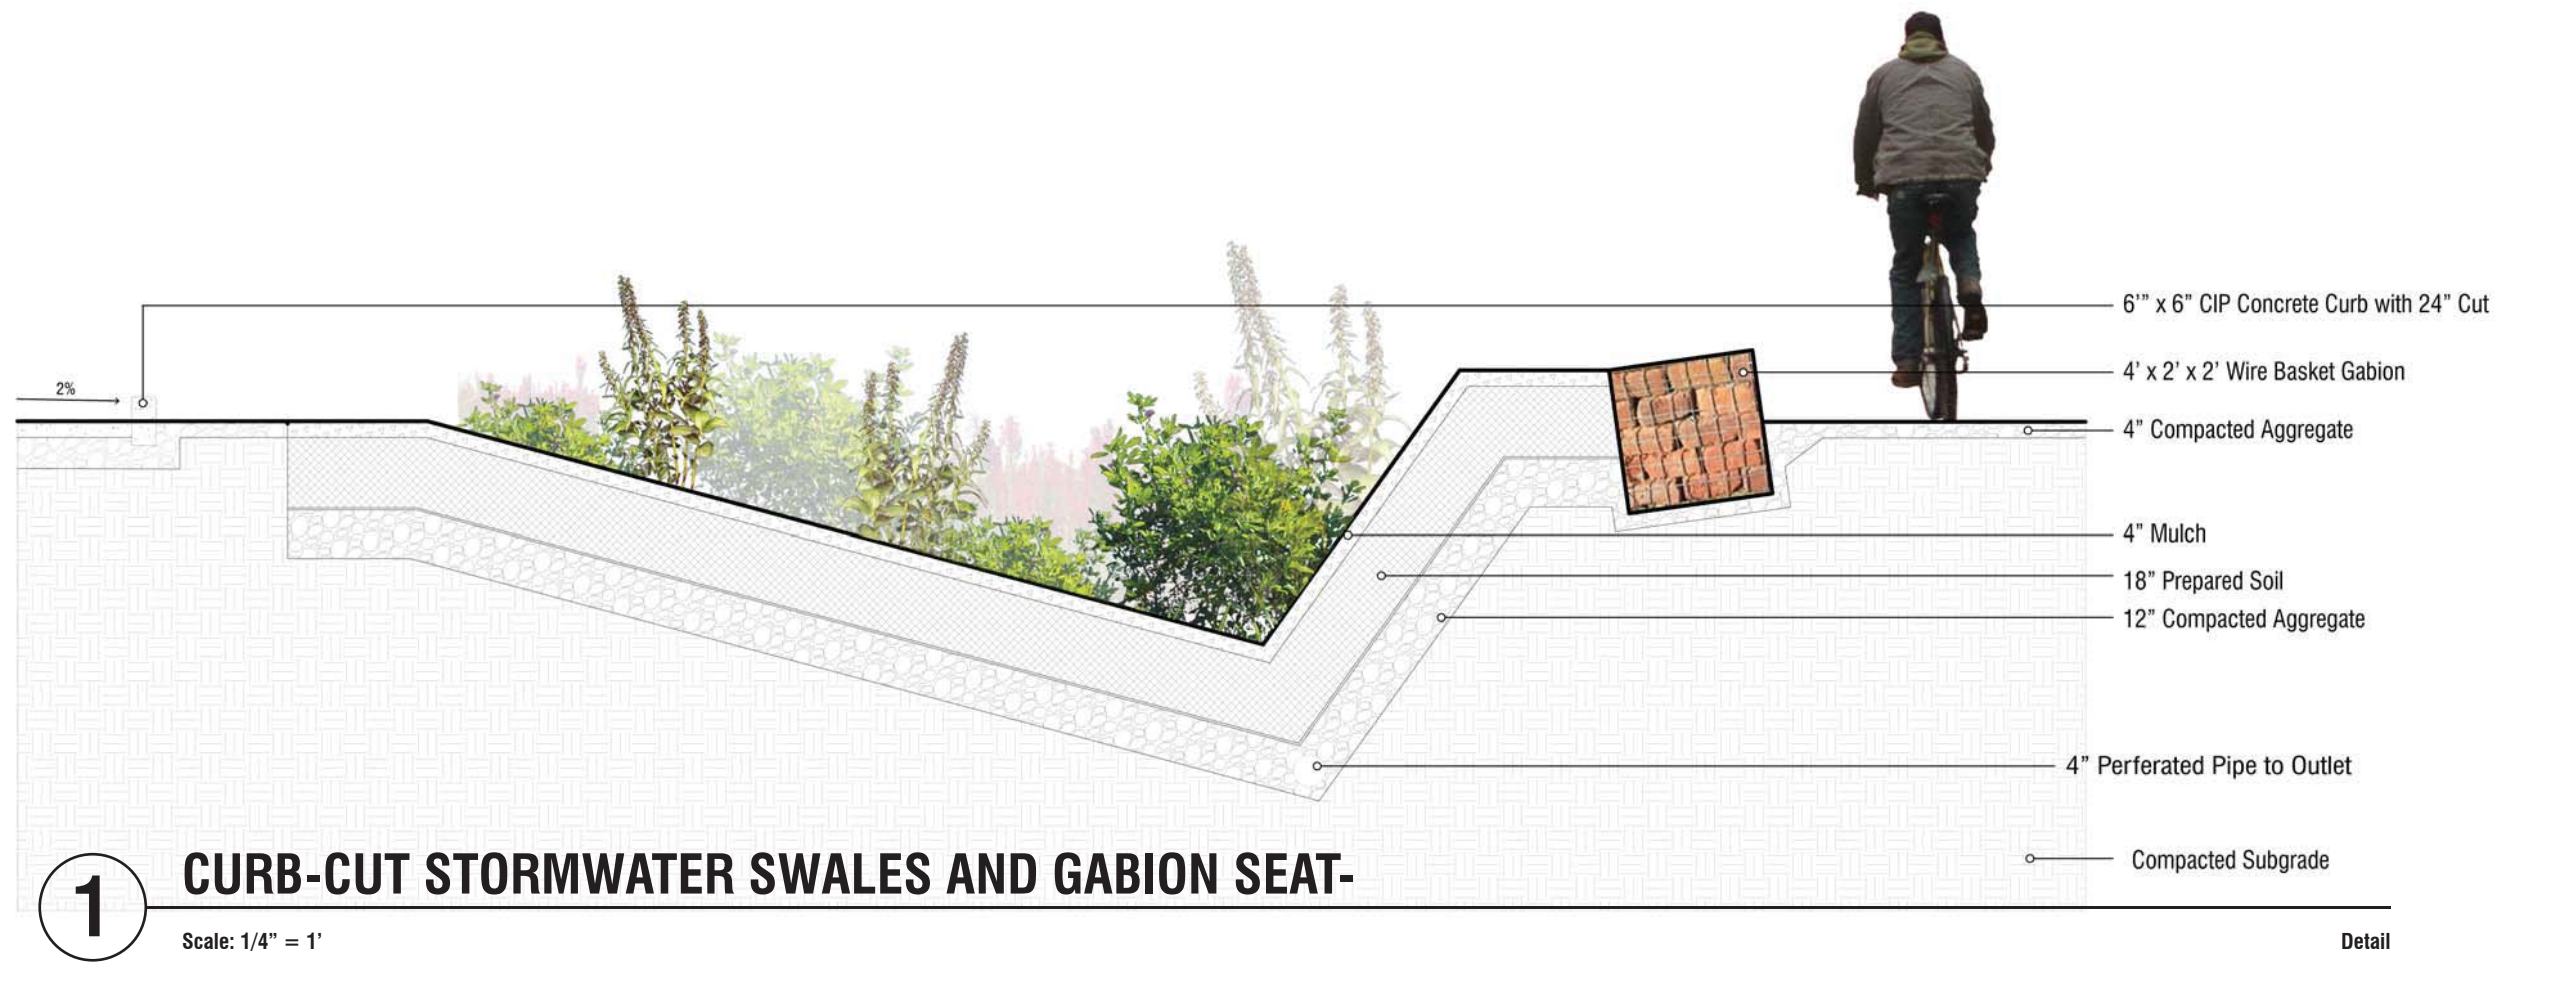 2%
6'” x 6” CIP Concrete Curb with 24” Cut
4’ x 2’ x 2’ Wire Basket Gabion
4” Compacted Aggregate
4” Mulch
18” Prepared Soil
12” Compacted Aggregate
4” Perferated Pipe to Outlet
Compacted Subgrade
1
CURB-CUT STORMWATER SWALES AND GABION SEAT-
Scale: 1/4” = 1’
Detail